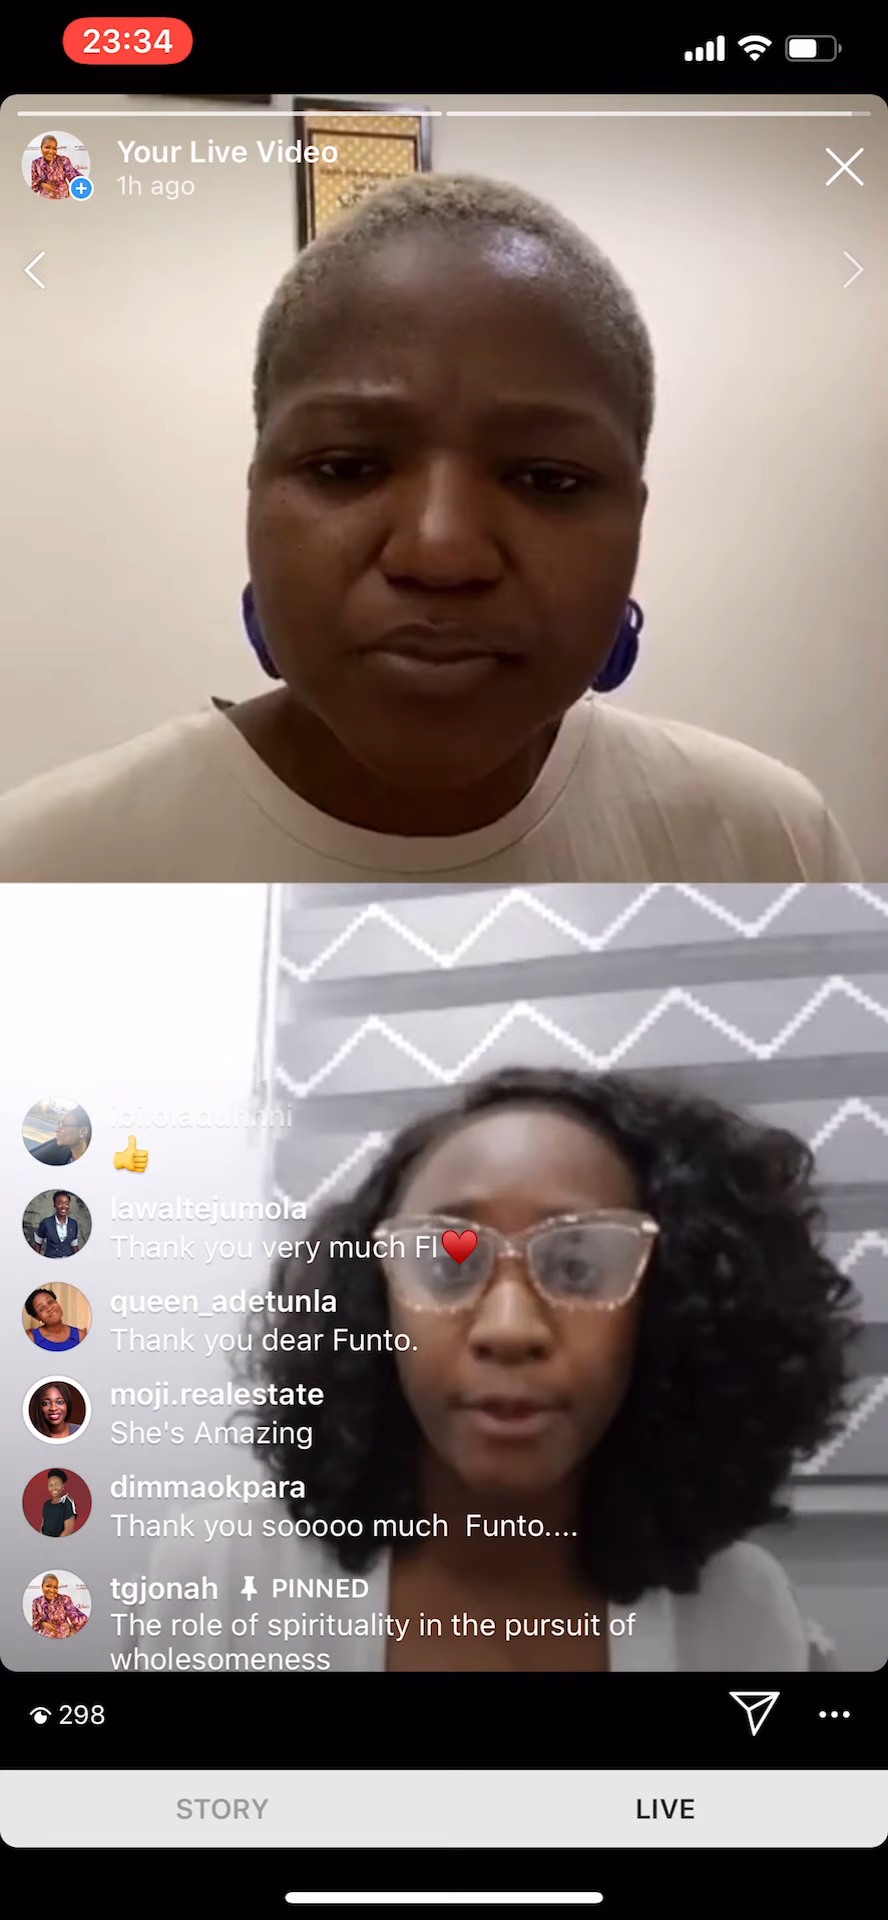 23:34
Your Live Video
1h ago
lawaltejumola
Thank you very much FI❤️
queen_adetunla
Thank you dear Funto.
moji.realestate
She's Amazing
dimmaokpara
Thank you sooooo much Funto....
tgjonah PINNED
The role of spirituality in the pursuit of
wholesomeness
298
STORY
LIVE